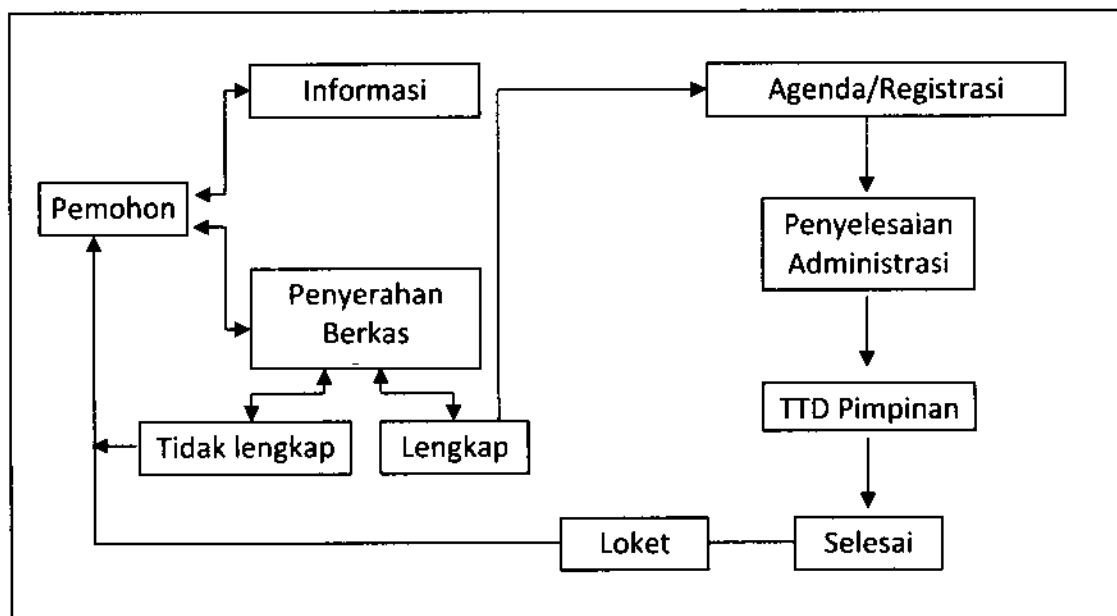 Informasi
Agenda/Registrasi
Pemohon
Penyelesaian
Administrasi
Penyerahan
Berkas
TTD Pimpinan
Tidak lengkap
Lengkap
Loket
Selesai